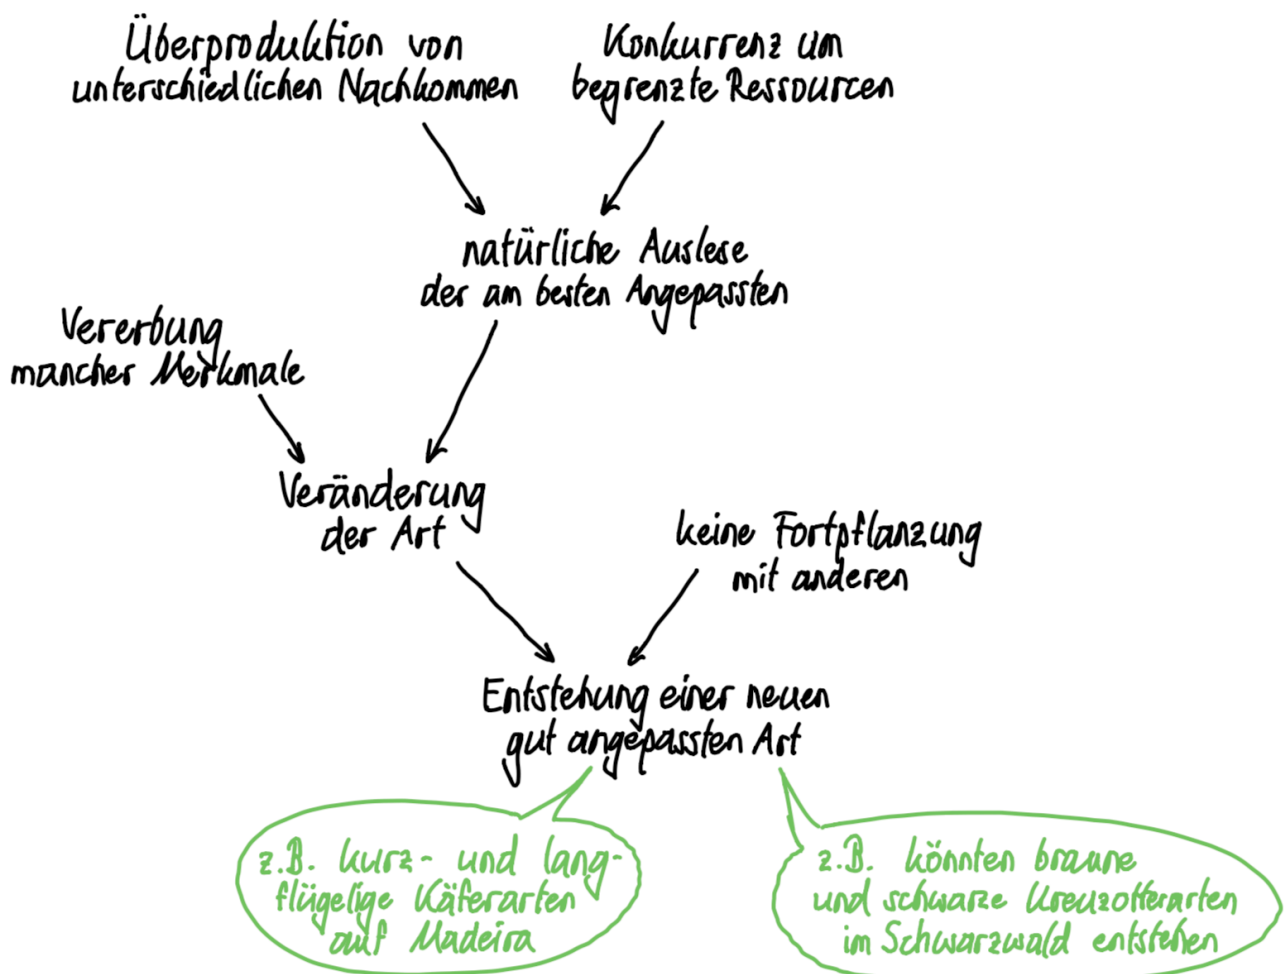 Überproduktion von
unterschiedlichen Nachkommen
Konkurrenz um
begrenzte Ressourcen
natürliche Auslese
der am besten Angepassten
Vererbung
mancher Merkmale
Veränderung
der Art
keine Fortpflanzung
mit anderen
Entstehung einer neuen
gut angepassten Art
z.B. kurz- und lang-
flügelige Käferarten
auf Madeira
z.B. könnten braune
und schwarze Kreuzotterarten
im Schwarzwald entstehen